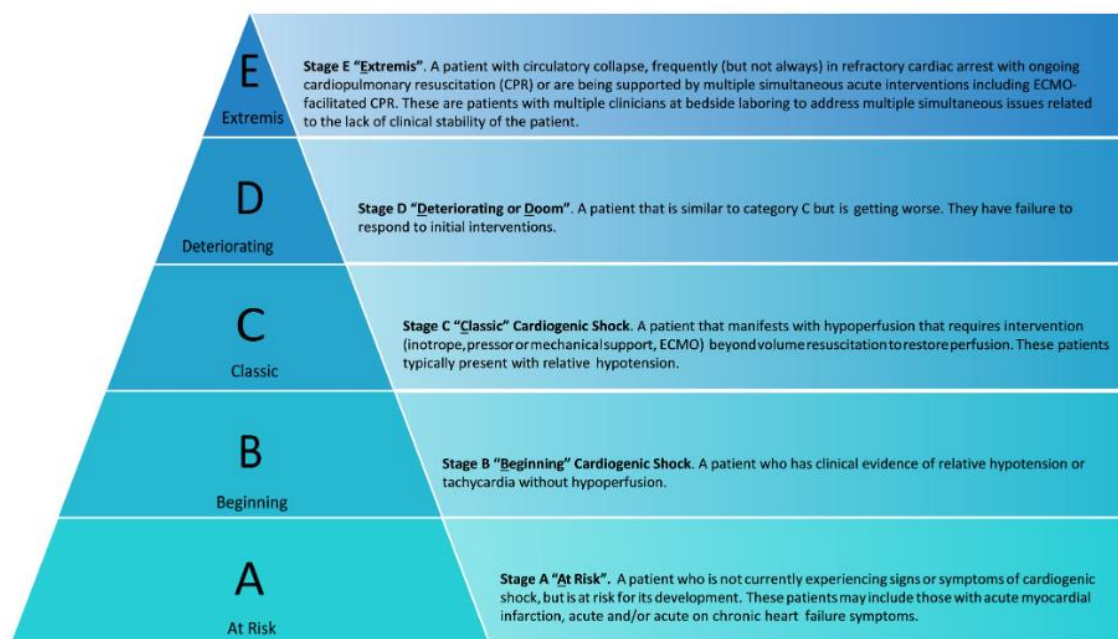 E
Extremis
Stage E "Extremis". A patient with circulatory collapse, frequently (but not always) in refractory cardiac arrest with ongoing
cardiopulmonary resuscitation (CPR) or are being supported by multiple simultaneous acute interventions including ECMO-
facilitated CPR. These are patients with multiple clinicians at bedside laboring to address multiple simultaneous issues related
to the lack of clinical stability of the patient.
D
Deteriorating
Stage D "Deteriorating or Doom". A patient that is similar to category C but is getting worse. They have failure to
respond to initial interventions.
C
Classic
Stage C "Classic" Cardiogenic Shock. A patient that manifests with hypoperfusion that requires intervention
(inotrope, pressor or mechanical support, ECMO) beyond volume resuscitation to restore perfusion. These patients
typically present with relative hypotension.
B
Beginning
Stage B "Beginning" Cardiogenic Shock. A patient who has clinical evidence of relative hypotension or
tachycardia without hypoperfusion.
A
At Risk
Stage A "At Risk". A patient who is not currently experiencing signs or symptoms of cardiogenic
shock, but is at risk for its development. These patients may include those with acute myocardial
infarction, acute and/or acute on chronic heart failure symptoms.